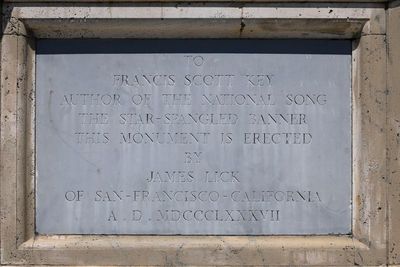 TO
FRANCIS SCOTT KEY
AUTHOR OF THE NATIONAL SONG
THE STAR-SPANGLED BANNER
THIS MONUMENT IS ERECTED
BY
JAMES LICK
OF SAN-FRANCISCO-CALIFORNIA
A. D. MDCCCLXXXVII